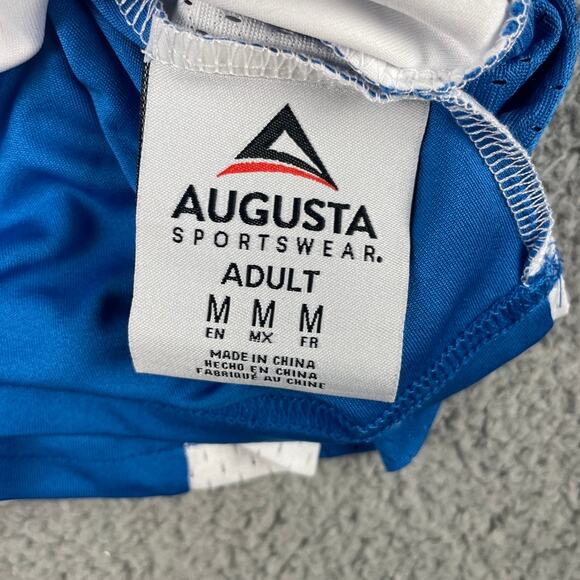 AUGUSTA
SPORTSWEAR®
ADULT
M M M
EN MX FR
MADE IN CHINA
HECHO EN CHINA
FABRIQUÉ AU CHINE